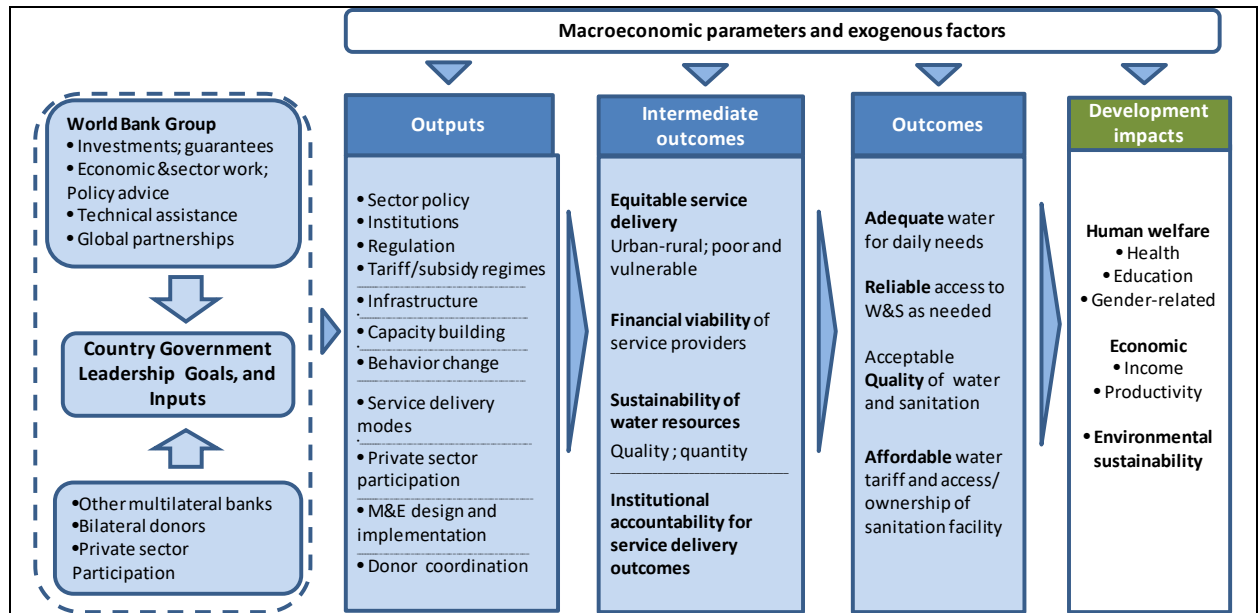 Macroeconomic parameters and exogenous factors
World Bank Group
• Investments; guarantees
• Economic &sector work;
Policy advice
• Technical assistance
• Global partnerships
Country Government
Leadership Goals, and
Inputs
•Other multilateral banks
•Bilateral donors
•Private sector
Participation
Outputs
• Sector policy
• Institutions
• Regulation
• Tariff/subsidy regimes
• Infrastructure
• Capacity building
• Behavior change
• Service delivery
modes
• Private sector
participation
• M&E design and
implementation
• Donor coordination
Intermediate
outcomes
Equitable service
delivery
Urban-rural; poor and
vulnerable
Financial viability of
service providers
Sustainability of
water resources
Quality ; quantity
Institutional
accountability for
service delivery
outcomes
Outcomes
Adequate water
for daily needs
Reliable access to
W&S as needed
Acceptable
Quality of water
and sanitation
Affordable water
tariff and access/
ownership of
sanitation facility
Development
impacts
Human welfare
• Health
• Education
• Gender-related
Economic
• Income
• Productivity
• Environmental
sustainability